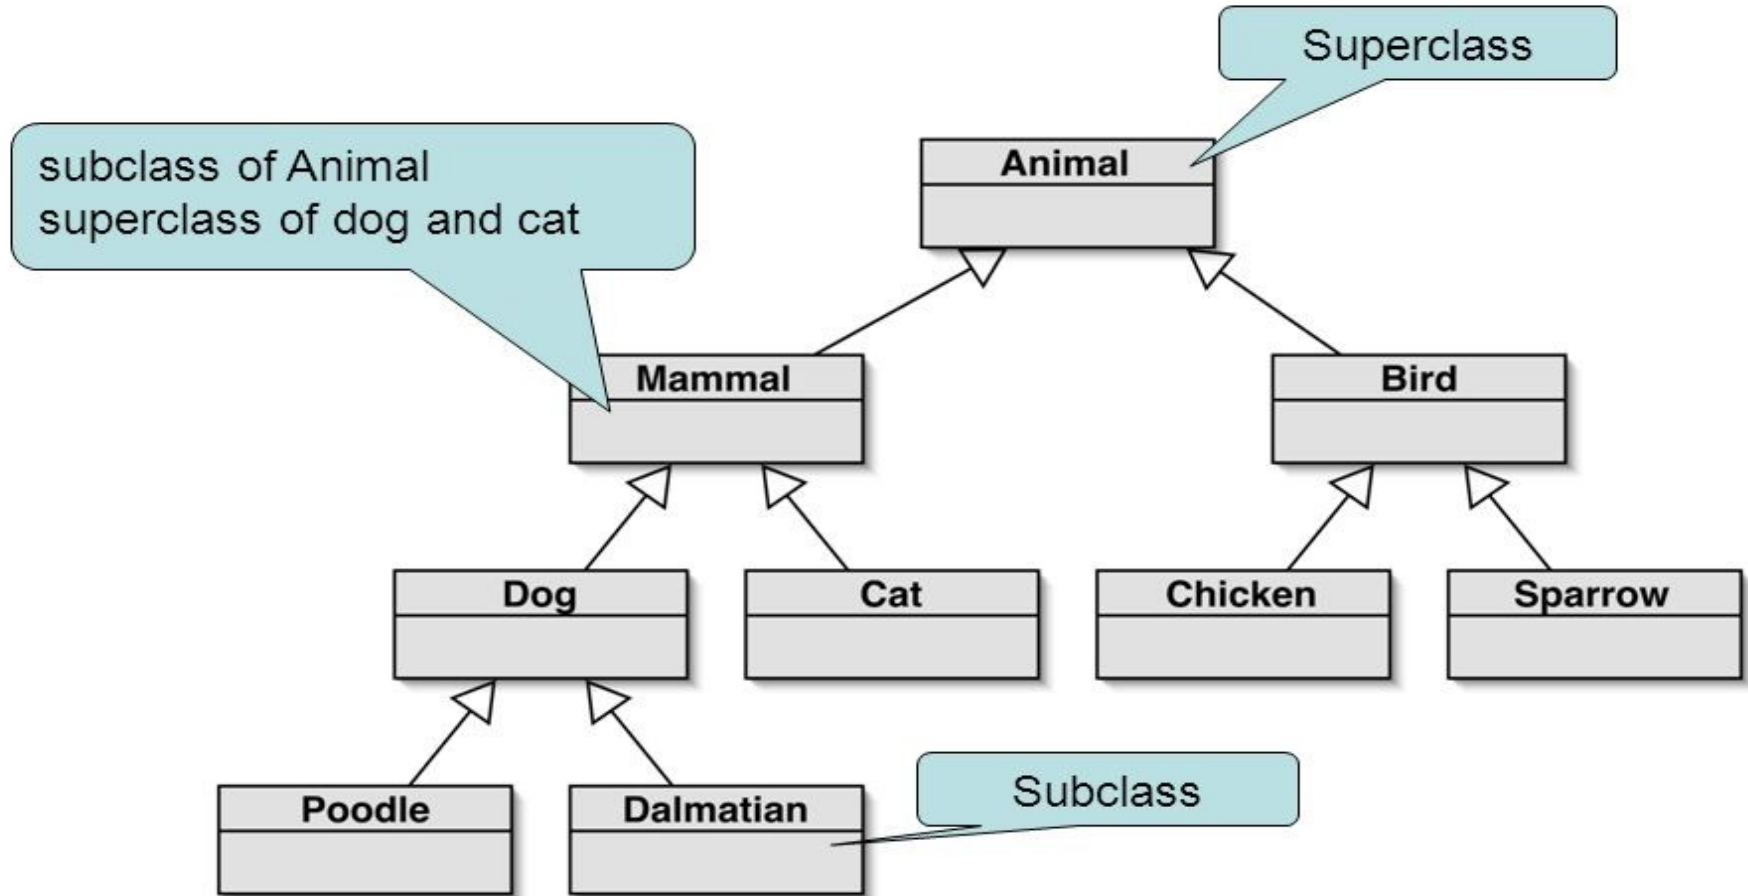 Superclass
subclass of Animal
superclass of dog and cat
Animal
Mammal
Bird
Dog
Cat
Chicken
Sparrow
Poodle
Dalmatian
Subclass